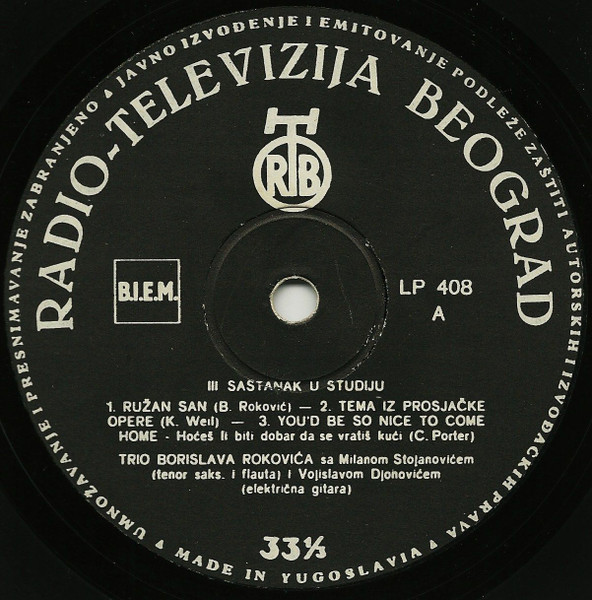 JAVNO IZVOĐENJE I EMITOVANJE PODLEŽE ZAŠTITI AUTORSKIH I IZVOĐAČKIH PRAVA ▲ MADE IN YUGOSLAVIA ▲ UMNOŽAVANJE I PRESNIMAVANJE ZABRANJENO ▲
RADIO-TELEVIZIJA BEOGRAD
RTB
B.I.E.M.
LP 408
A
III SASTANAK U STUDIJU
1. RUŽAN SAN (B. Roković) — 2. TEMA IZ PROSJAČKE
OPERE (K. Weil) — 3. YOU'D BE SO NICE TO COME
HOME - Hoćeš li biti dobar da se vratiš kući (C. Porter)
TRIO BORISLAVA ROKOVIĆA sa Milanom Stojanovićem
(tenor saks. i flauta) i Vojislavom Djonovićem
(električna gitara)
33⅓